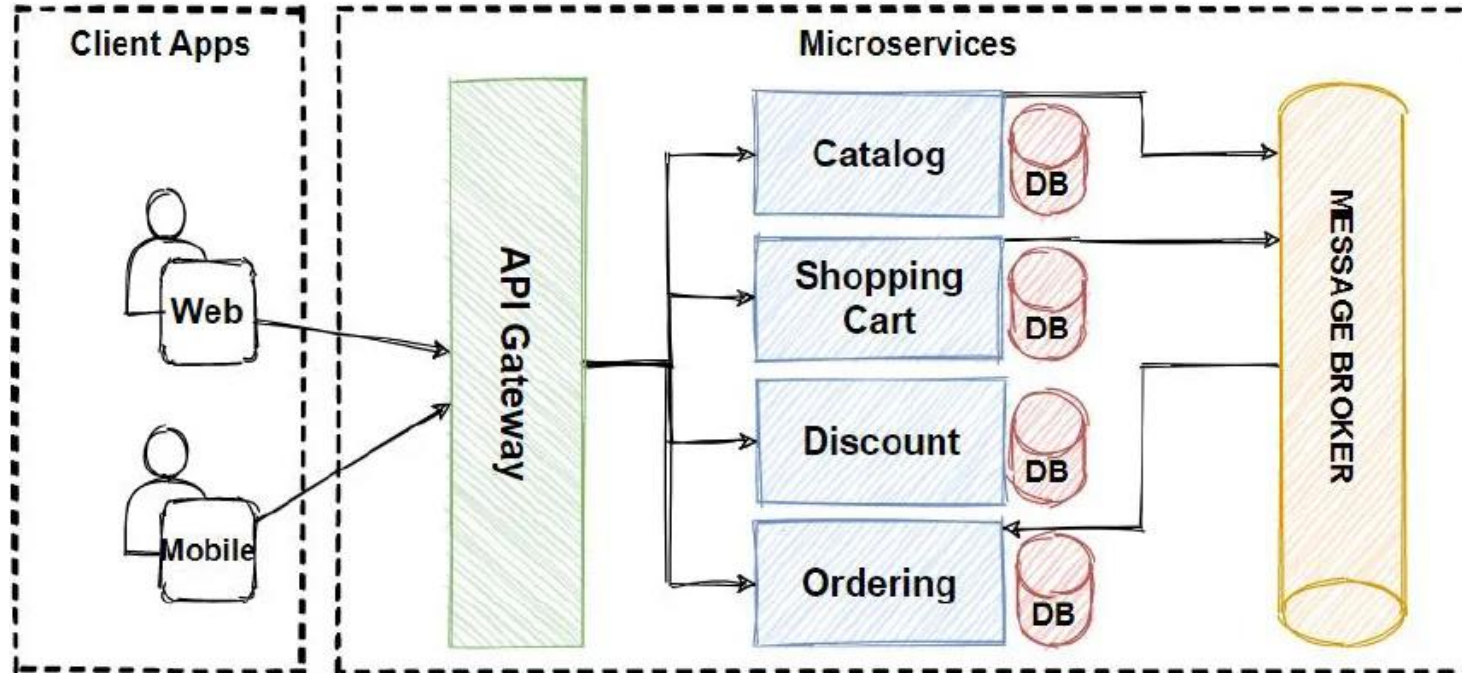 Client Apps
Microservices
Web
Mobile
API Gateway
Catalog
DB
Shopping
Cart
DB
Discount
DB
Ordering
DB
MESSAGE BROKER